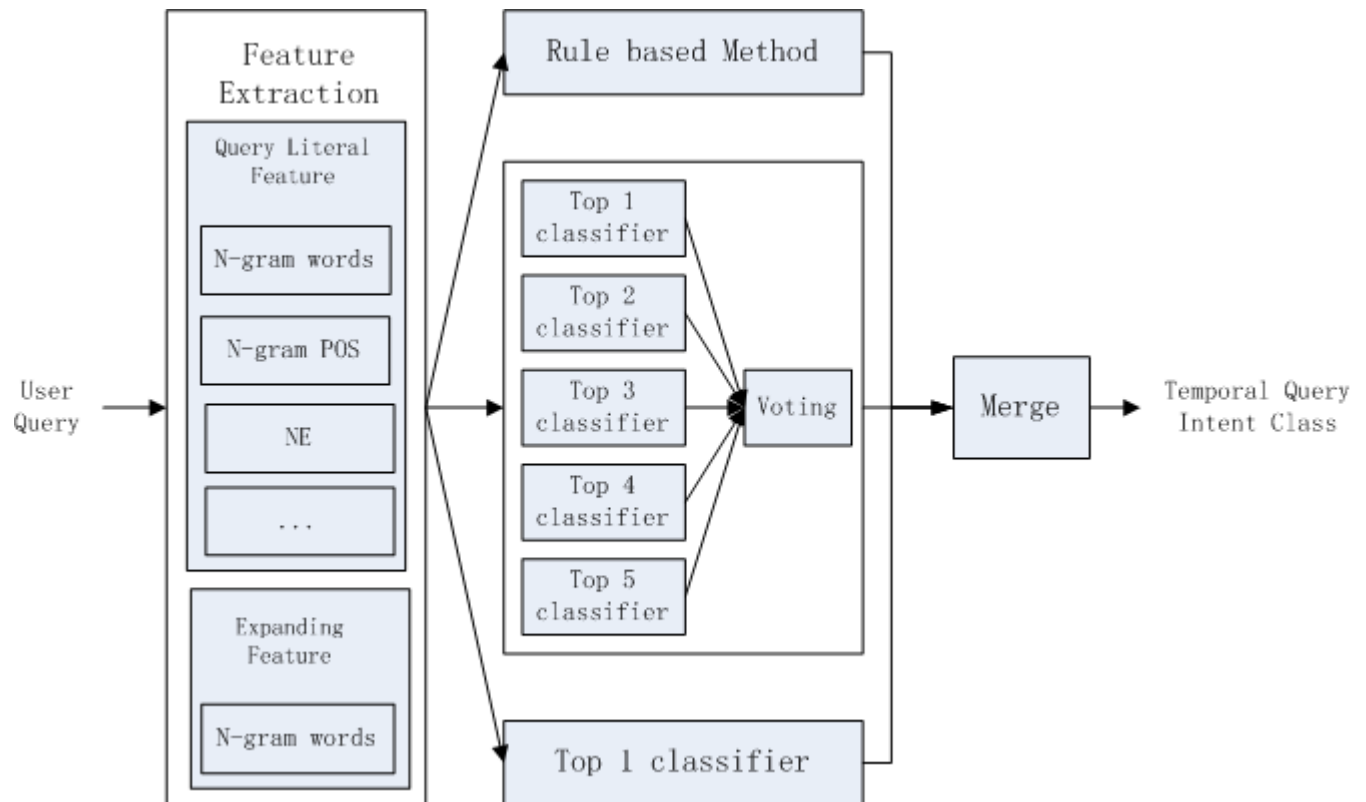 Feature
Extraction
Query Literal
Feature
N-gram words
N-gram POS
NE
...
Expanding
Feature
N-gram words
User
Query
Rule based Method
Top 1
classifier
Top 2
classifier
Top 3
classifier
Top 4
classifier
Top 5
classifier
Voting
Top 1 classifier
Merge
Temporal Query
Intent Class